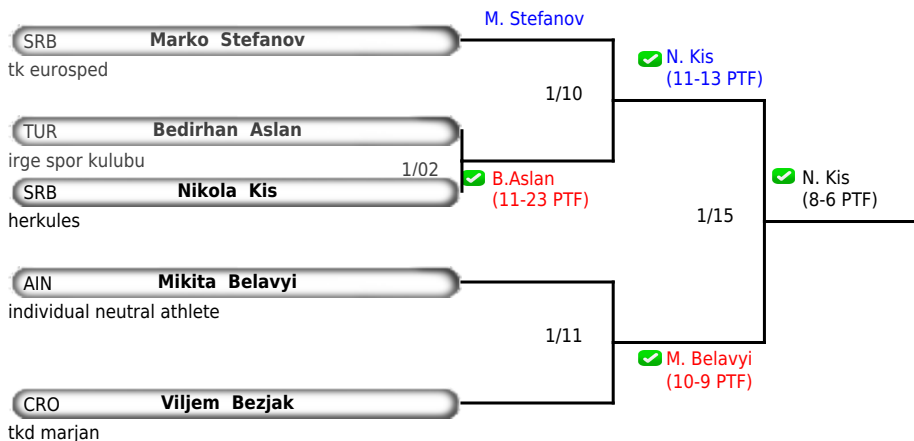 M. Stefanov
SRB Marko Stefanov
tk eurosped
N. Kis
(11-13 PTF)
1/10
TUR Bedirhan Aslan
irge spor kulubu
1/02
B.Aslan
(11-23 PTF)
SRB Nikola Kis
herkules
N. Kis
(8-6 PTF)
1/15
AIN Mikita Belavyi
individual neutral athlete
1/11
M. Belavyi
(10-9 PTF)
CRO Viljem Bezjak
tkd marjan